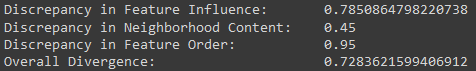 Discrepancy in Feature Influence: 0.7850864798220738
Discrepancy in Neighborhood Content: 0.45
Discrepancy in Feature Order: 0.95
Overall Divergence: 0.7283621599406912